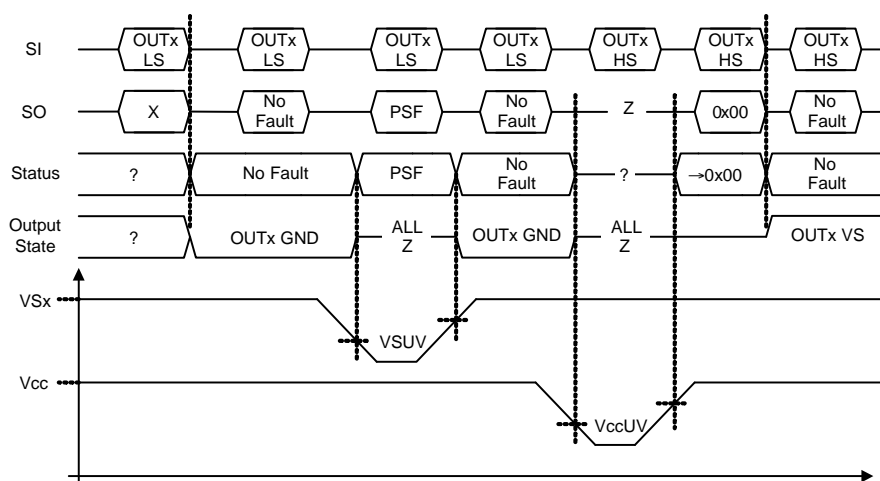 SI
OUTx
LS
OUTx
LS
OUTx
LS
OUTx
LS
OUTx
HS
OUTx
HS
OUTx
HS
SO
X
No
Fault
PSF
No
Fault
Z
0x00
No
Fault
Status
?
No Fault
PSF
No
Fault
?
→0x00
No
Fault
Output
State
?
OUTx GND
ALL
Z
OUTx GND
ALL
Z
OUTx VS
VSx
VSUV
Vcc
VccUV